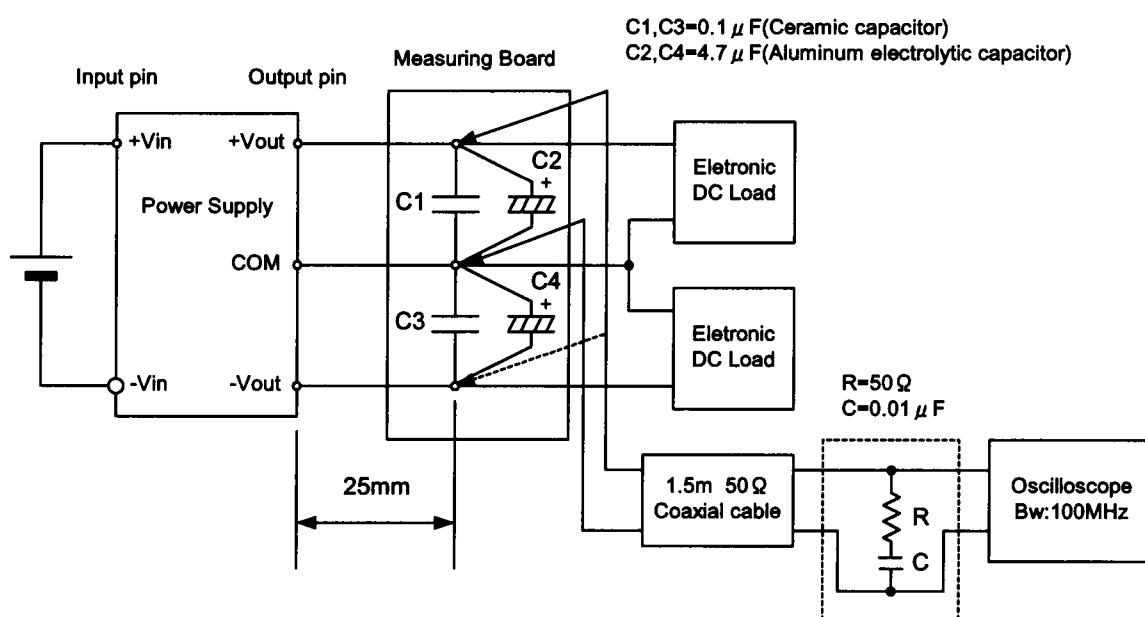 C1,C3=0.1 μ F(Ceramic capacitor)
C2,C4=4.7 μ F(Aluminum electrolytic capacitor)
Measuring Board
Input pin
Output pin
+Vin
+Vout
C2
+
Eletronic
DC Load
C1
Power Supply
COM
C4
+
C3
Eletronic
DC Load
-Vin
-Vout
R=50 Ω
C=0.01 μ F
25mm
1.5m 50 Ω
Coaxial cable
R
C
Oscilloscope
Bw:100MHz